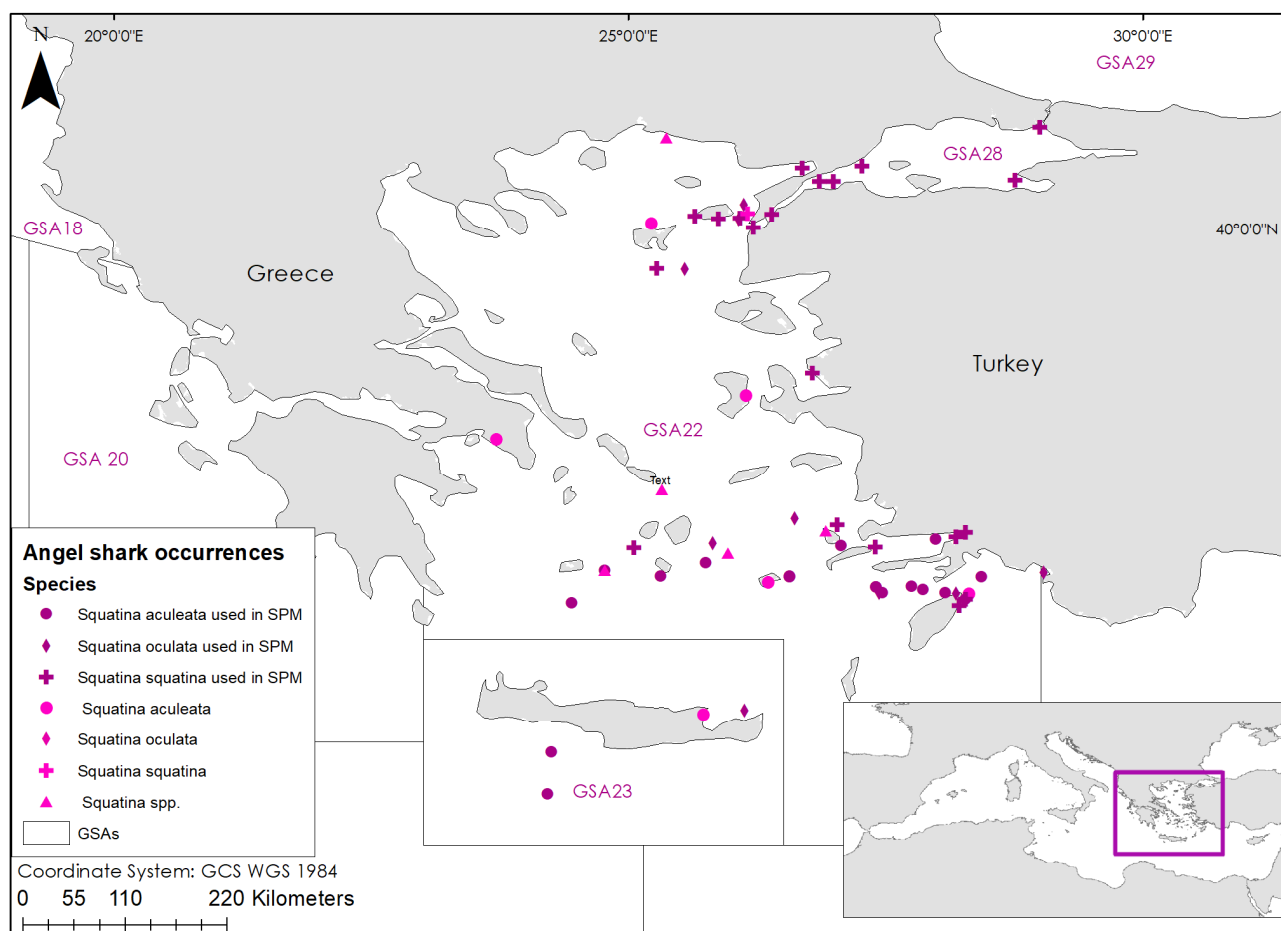 N
20°0'0"E
25°0'0"E
30°0'0"E
GSA29
GSA28
GSA18
40°0'0"N
Greece
Turkey
GSA22
GSA 20
Text
Angel shark occurrences
Species
Squatina aculeata used in SPM
Squatina oculata used in SPM
Squatina squatina used in SPM
Squatina aculeata
Squatina oculata
Squatina squatina
Squatina spp.
GSAs
GSA23
Coordinate System: GCS WGS 1984
0 55 110 220 Kilometers